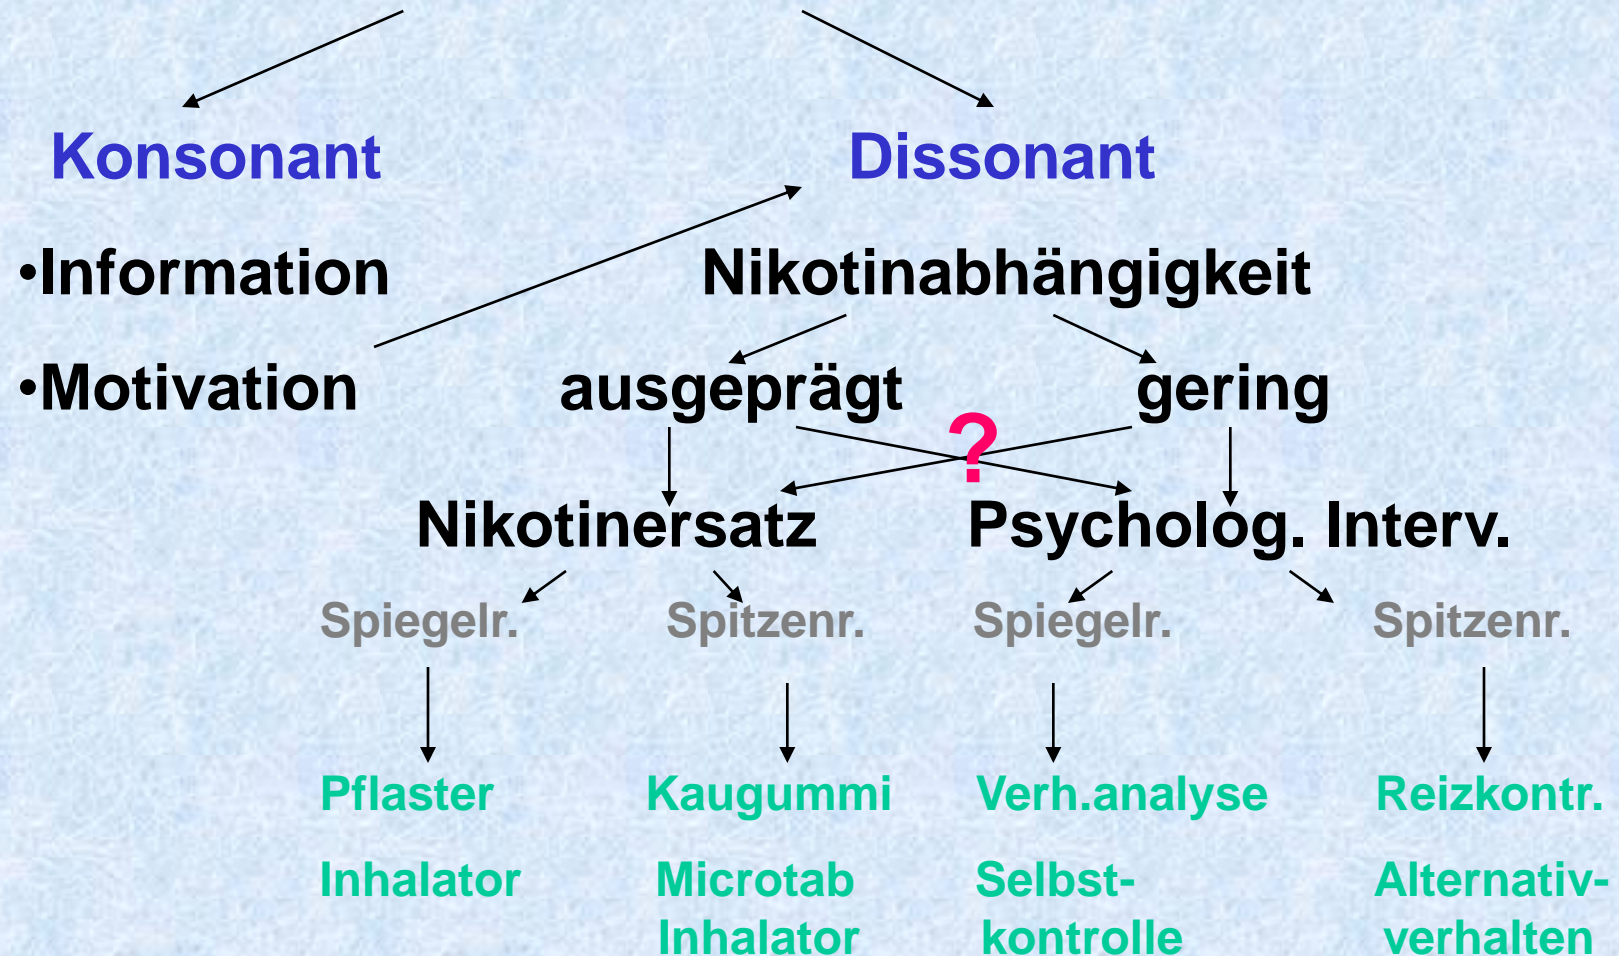 Konsonant Dissonant
•Information Nikotinabhängigkeit
•Motivation ausgeprägt gering
?
Nikotinersatz Psycholog. Interv.
Spiegelr. Spitzenr. Spiegelr. Spitzenr.
Pflaster Kaugummi Verh.analyse Reizkontr.
Inhalator Microtab Selbst- Alternativ-
Inhalator kontrolle verhalten